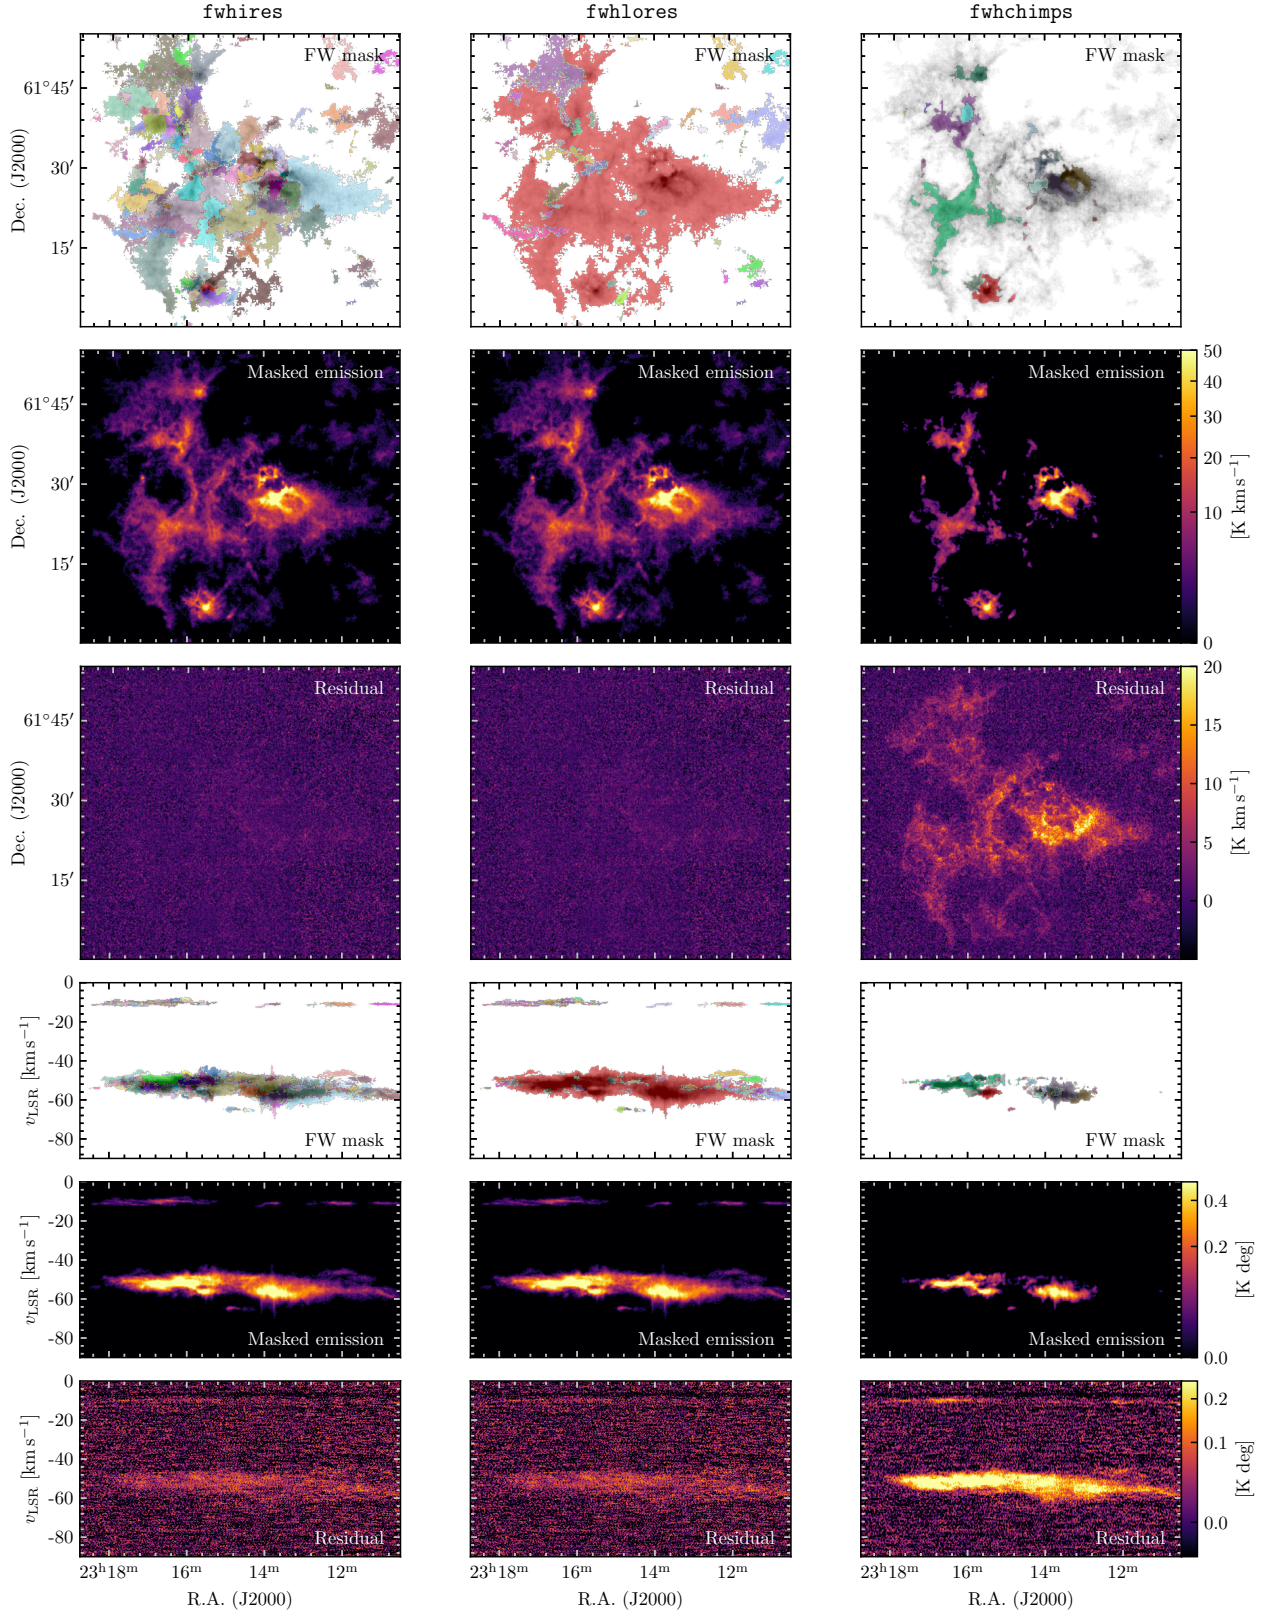 fwhires fwhlores fwhchimps
FW mask FW mask FW mask
61°45′
30′
15′
Dec. (J2000)
Masked emission Masked emission Masked emission
61°45′
30′
15′
Dec. (J2000)
50
40
30
20
10
0
[K km s⁻¹]
Residual Residual Residual
61°45′
30′
15′
Dec. (J2000)
20
15
10
5
0
[K km s⁻¹]
0
-20
-40
-60
-80
v_LSR [km s⁻¹]
FW mask FW mask FW mask
0
-20
-40
-60
-80
v_LSR [km s⁻¹]
Masked emission Masked emission Masked emission
0.4
0.2
0.0
[K deg]
0
-20
-40
-60
-80
v_LSR [km s⁻¹]
Residual Residual Residual
0.2
0.1
0.0
[K deg]
23ʰ18ᵐ 16ᵐ 14ᵐ 12ᵐ 23ʰ18ᵐ 16ᵐ 14ᵐ 12ᵐ 23ʰ18ᵐ 16ᵐ 14ᵐ 12ᵐ
R.A. (J2000) R.A. (J2000) R.A. (J2000)